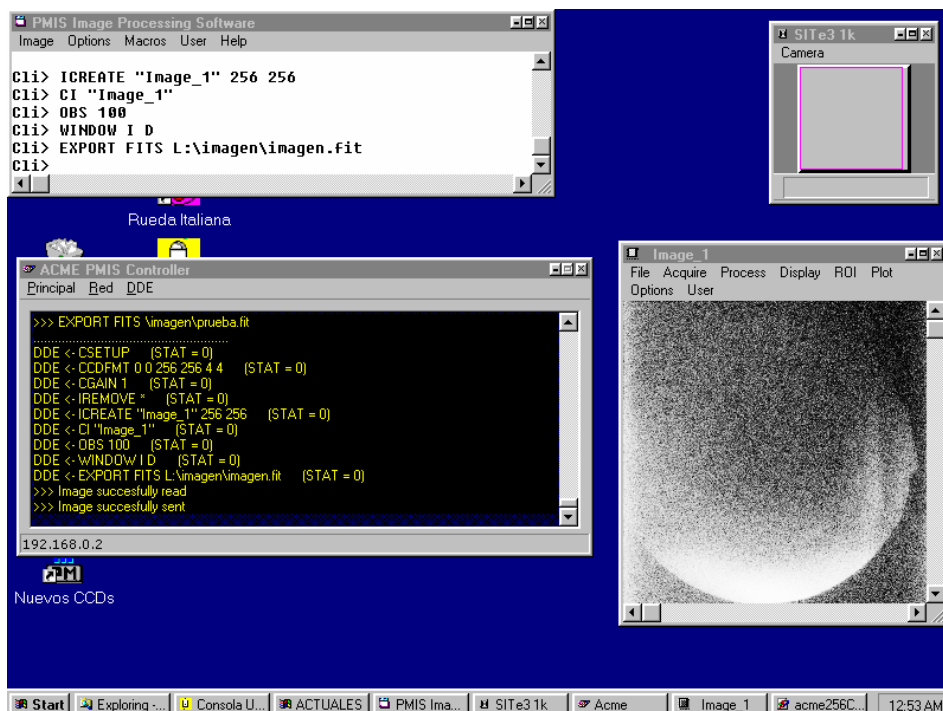 PMIS Image Processing Software
Image Options Macros User Help
Cli> ICREATE "Image_1" 256 256
Cli> CI "Image_1"
Cli> OBS 100
Cli> WINDOW I D
Cli> EXPORT FITS L:\imagen\imagen.fit
Cli>
SITe3 1k
Camera
Rueda Italiana
ACME PMIS Controller
Principal Red DDE
>>> EXPORT FITS \imagen\prueba.fit
................................................
DDE <- CSETUP (STAT = 0)
DDE <- CCDFMT 0 0 256 256 4 4 (STAT = 0)
DDE <- CGAIN 1 (STAT = 0)
DDE <- IREMOVE * (STAT = 0)
DDE <- ICREATE "Image_1" 256 256 (STAT = 0)
DDE <- CI "Image_1" (STAT = 0)
DDE <- OBS 100 (STAT = 0)
DDE <- WINDOW I D (STAT = 0)
DDE <- EXPORT FITS L:\imagen\imagen.fit (STAT = 0)
>>> Image succesfully read
>>> Image succesfully sent
192.168.0.2
Image_1
File Acquire Process Display ROI Plot
Options User
PMI
Nuevos CCDs
Start Exploring -... Consola U... ACTUALES PMIS Ima... SITe3 1k Acme Image_1 acme256C... 12:53 AM